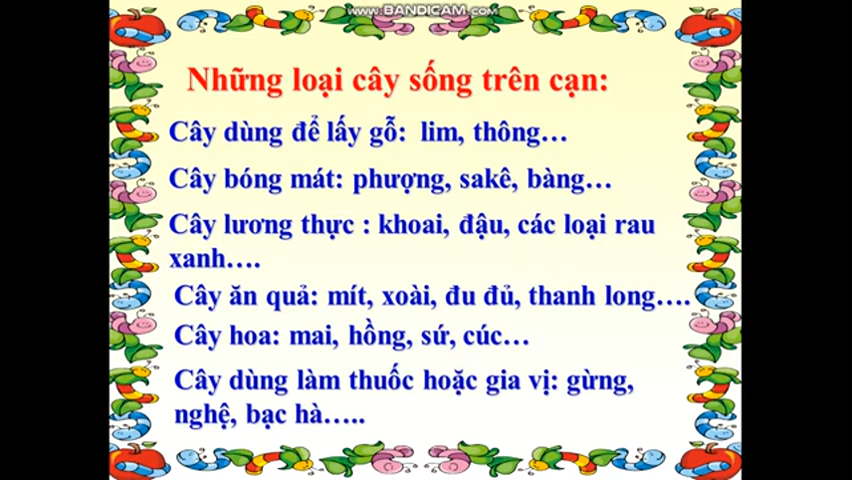 www.BANDICAM.com
Những loại cây sống trên cạn:
Cây dùng để lấy gỗ: lim, thông…
Cây bóng mát: phượng, sakê, bàng…
Cây lương thực : khoai, đậu, các loại rau
xanh….
Cây ăn quả: mít, xoài, đu đủ, thanh long….
Cây hoa: mai, hồng, sứ, cúc…
Cây dùng làm thuốc hoặc gia vị: gừng,
nghệ, bạc hà…..